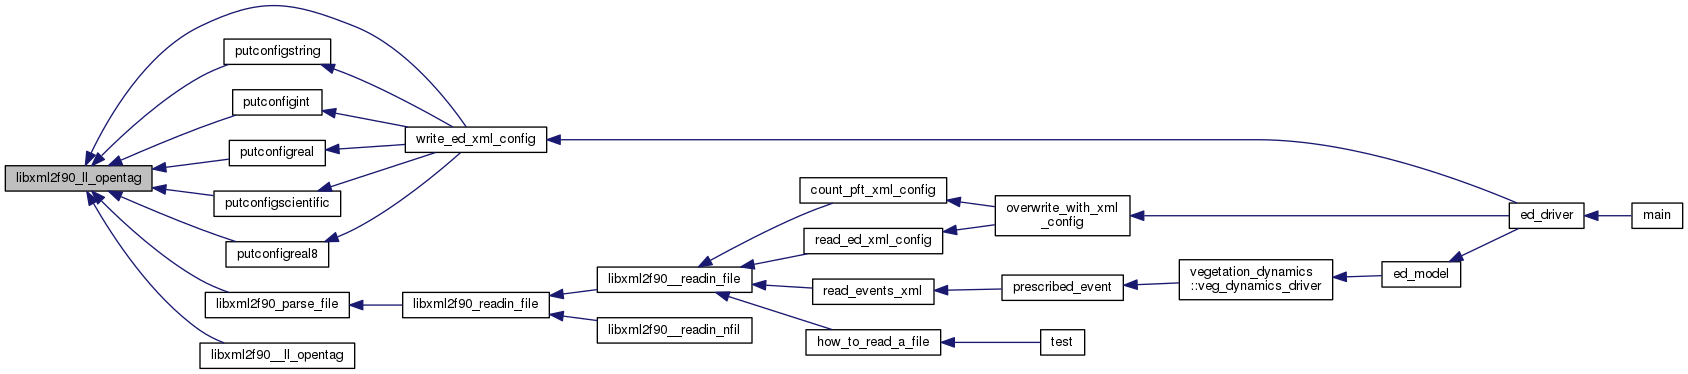 libxml2f90_ll_opentag
putconfigstring
putconfigint
putconfigreal
putconfigscientific
putconfigreal8
libxml2f90_parse_file
libxml2f90__ll_opentag
write_ed_xml_config
libxml2f90_readin_file
libxml2f90__readin_file
libxml2f90__readin_nfil
count_pft_xml_config
read_ed_xml_config
read_events_xml
how_to_read_a_file
overwrite_with_xml
_config
prescribed_event
test
vegetation_dynamics
::veg_dynamics_driver
ed_model
ed_driver
main